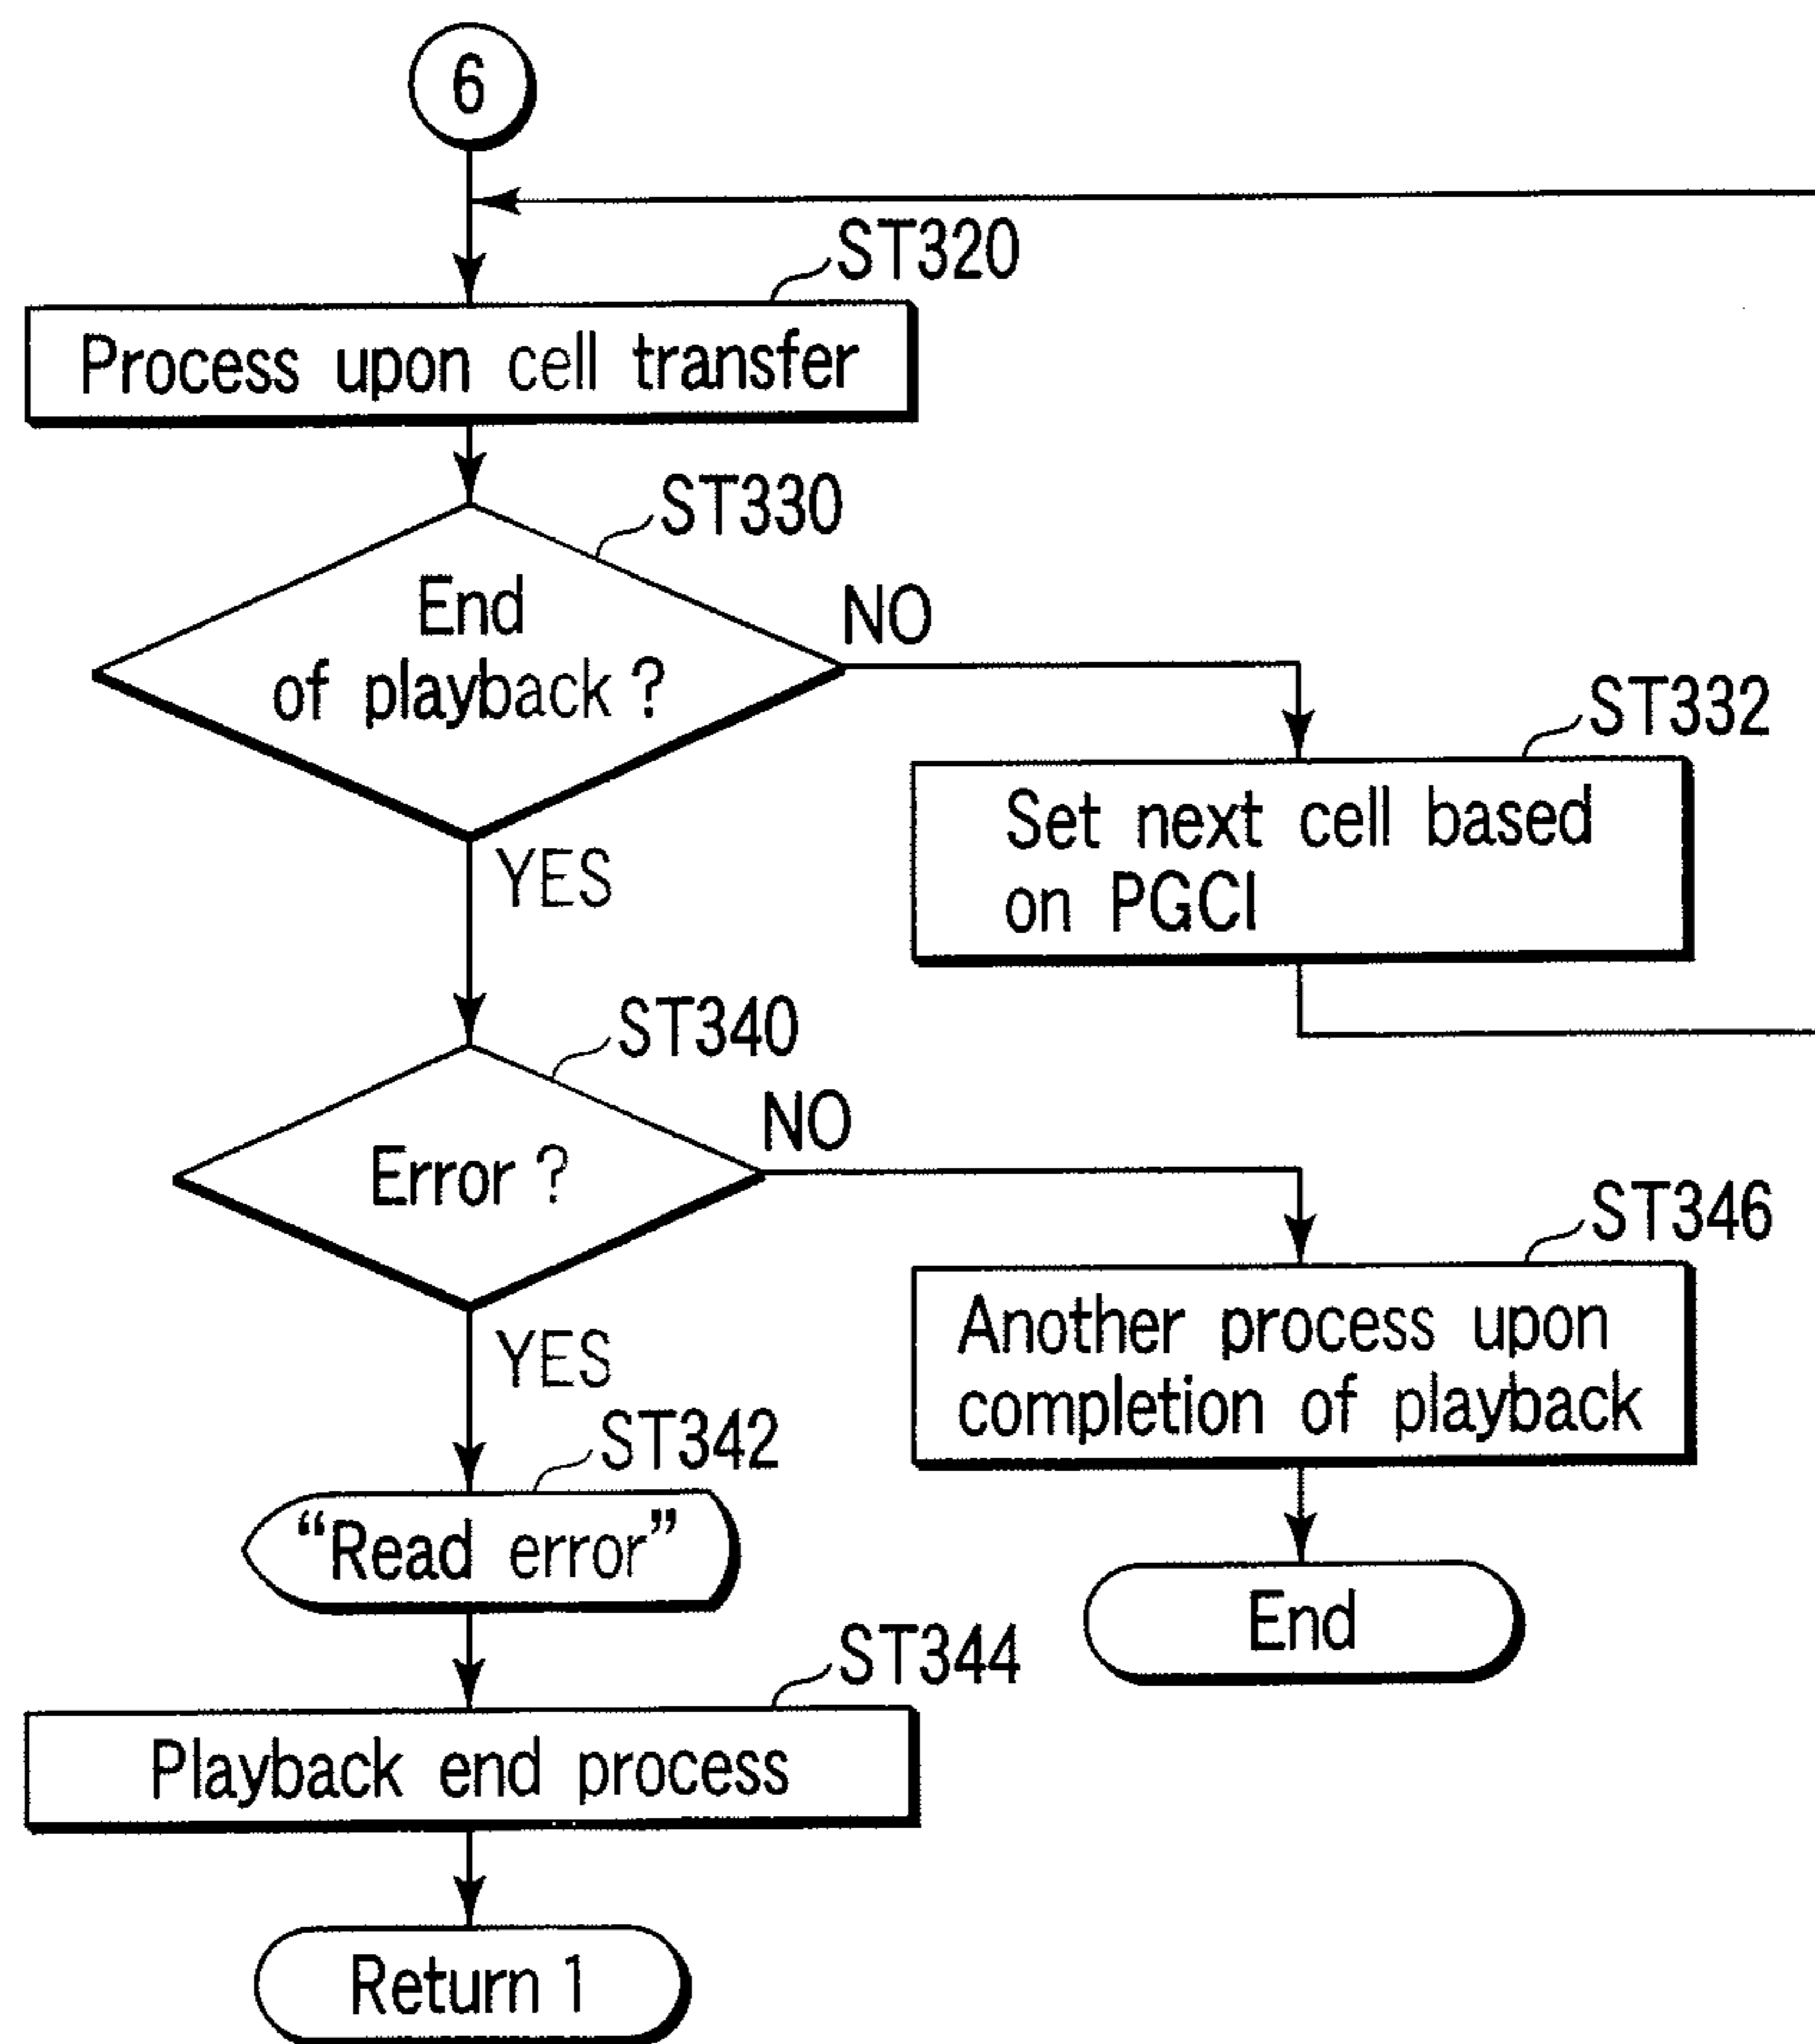 6
ST320
Process upon cell transfer
ST330
End
of playback ?
NO
ST332
Set next cell based
on PGCI
YES
ST340
Error ?
NO
ST346
Another process upon
completion of playback
YES
ST342
“Read error”
End
ST344
Playback end process
Return 1